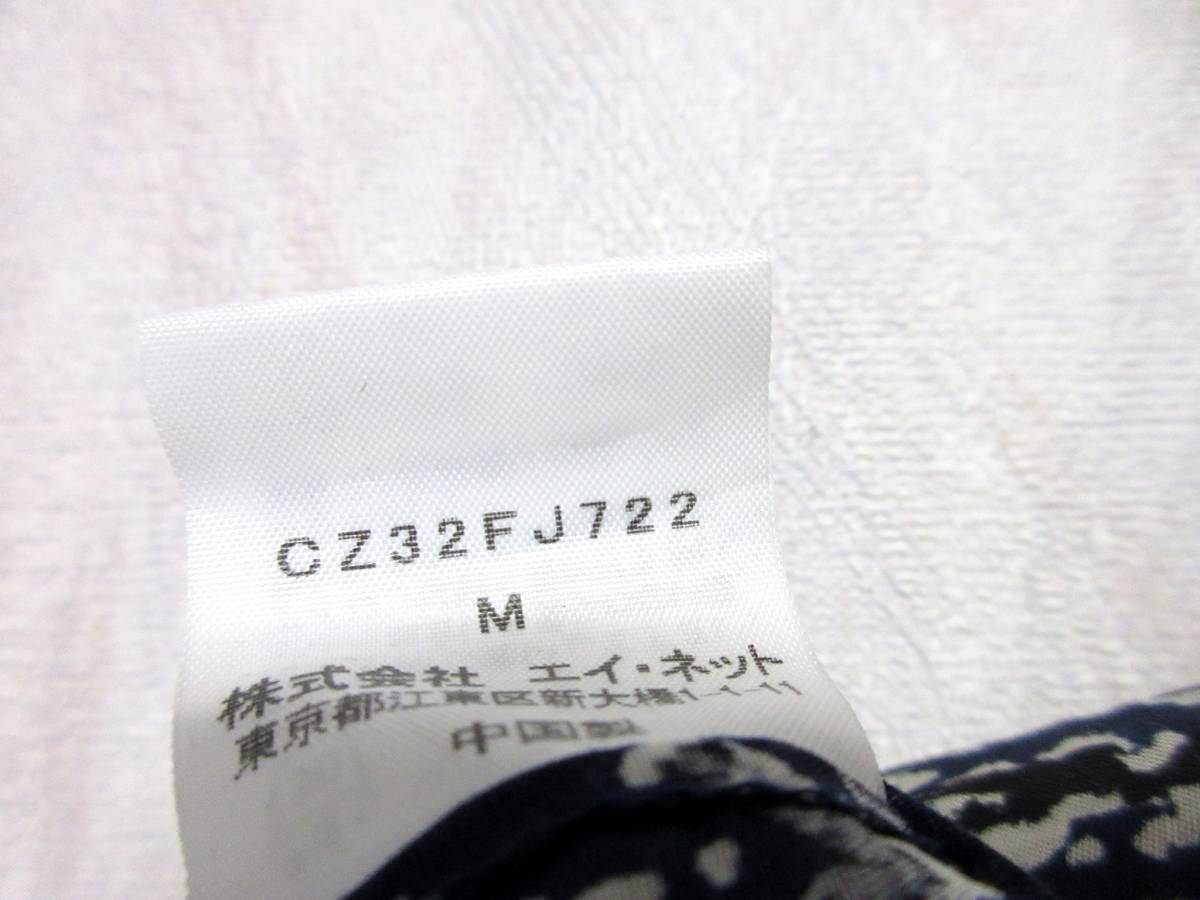 CZ32FJ722
M
株式会社 エイ・ネット
東京都江東区新大橋1-1-11
中国製